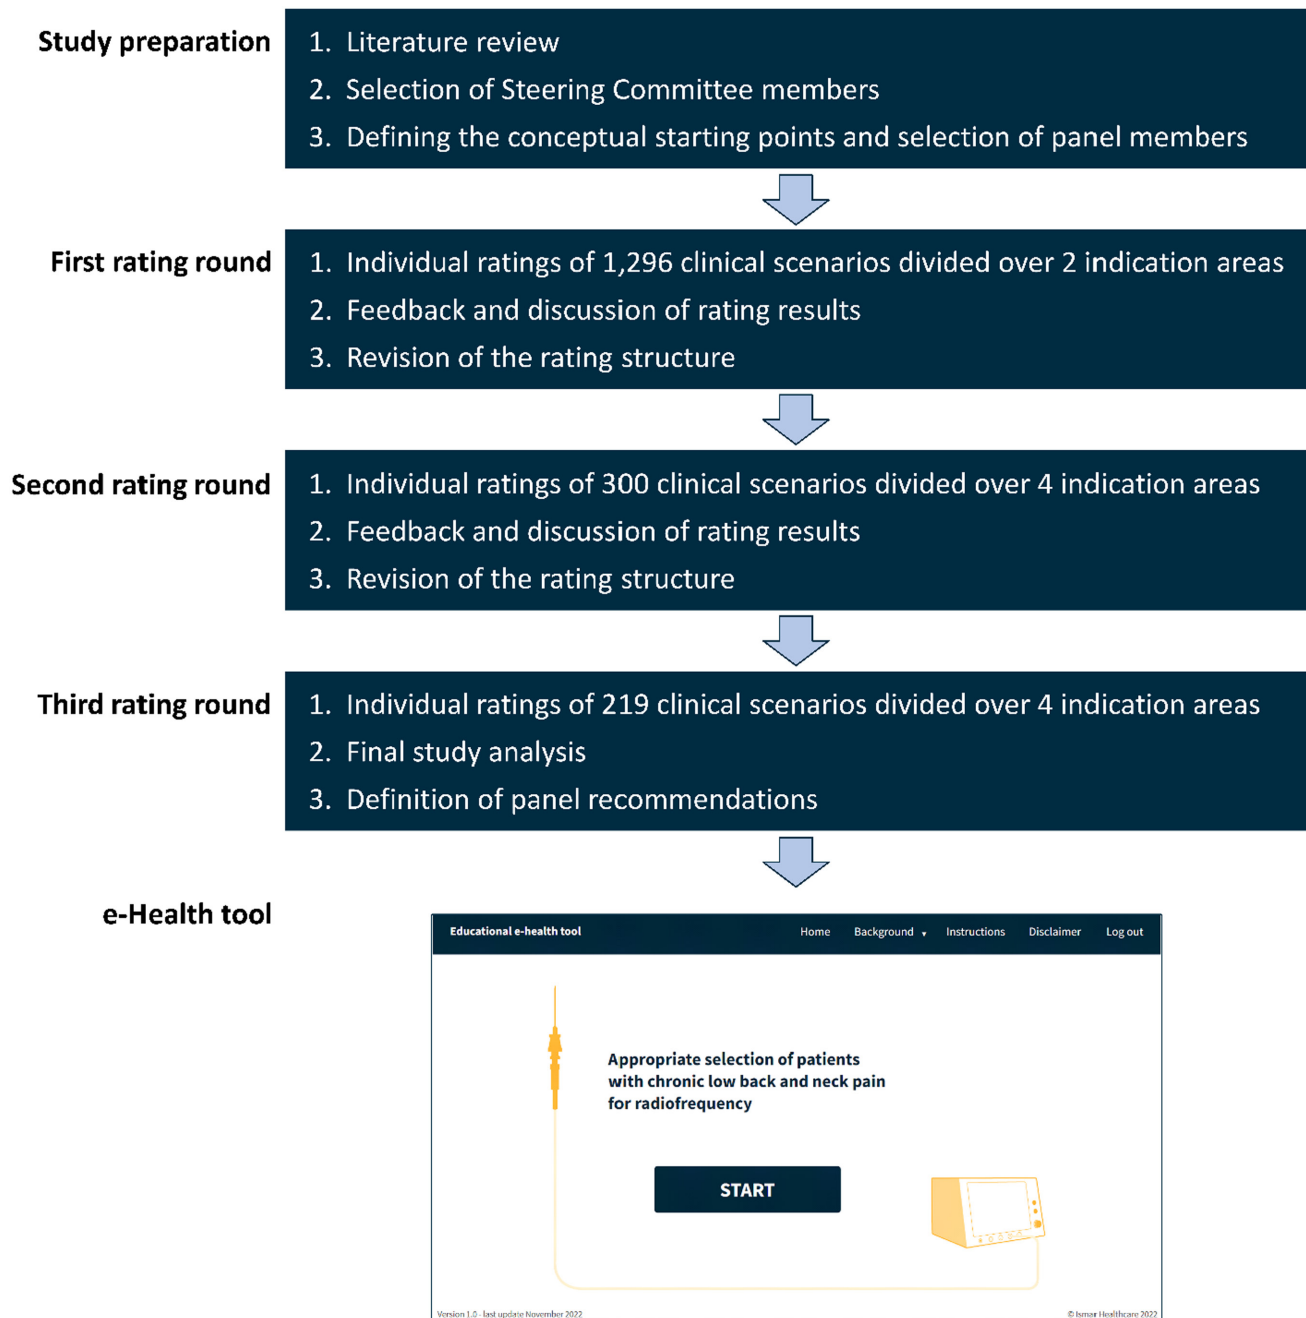 Study preparation
1. Literature review
2. Selection of Steering Committee members
3. Defining the conceptual starting points and selection of panel members
First rating round
1. Individual ratings of 1,296 clinical scenarios divided over 2 indication areas
2. Feedback and discussion of rating results
3. Revision of the rating structure
Second rating round
1. Individual ratings of 300 clinical scenarios divided over 4 indication areas
2. Feedback and discussion of rating results
3. Revision of the rating structure
Third rating round
1. Individual ratings of 219 clinical scenarios divided over 4 indication areas
2. Final study analysis
3. Definition of panel recommendations
e-Health tool
Educational e-health tool Home Background ▾ Instructions Disclaimer Log out
Appropriate selection of patients
with chronic low back and neck pain
for radiofrequency
START
Version 1.0 - last update November 2022 © Ismar Healthcare 2022